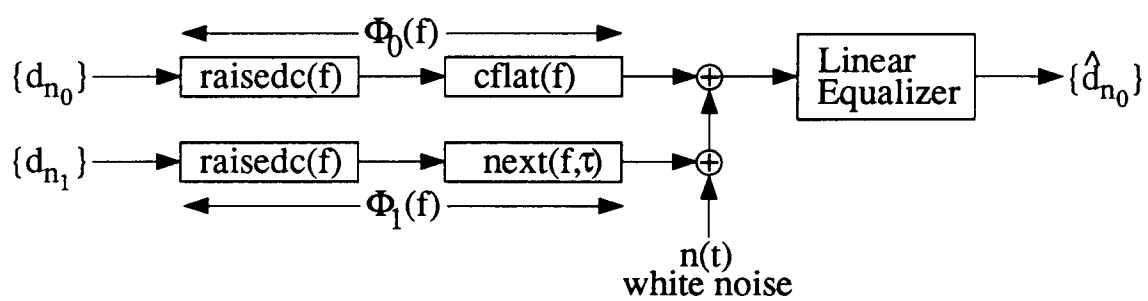 Φ₀(f)
{dₙ₀} raisedc(f) cflat(f) + Linear Equalizer {d̂ₙ₀}
{dₙ₁} raisedc(f) next(f,τ) +
Φ₁(f)
n(t)
white noise